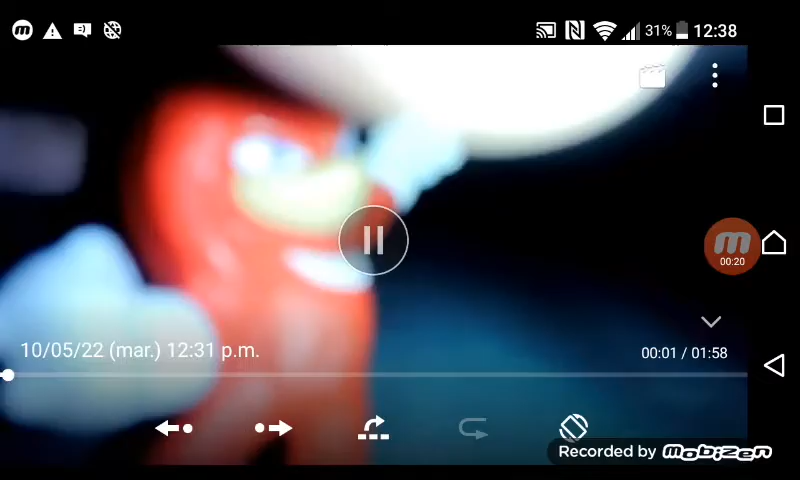 31% 12:38
00:20
10/05/22 (mar.) 12:31 p.m.
00:01 / 01:58
Recorded by mobizen